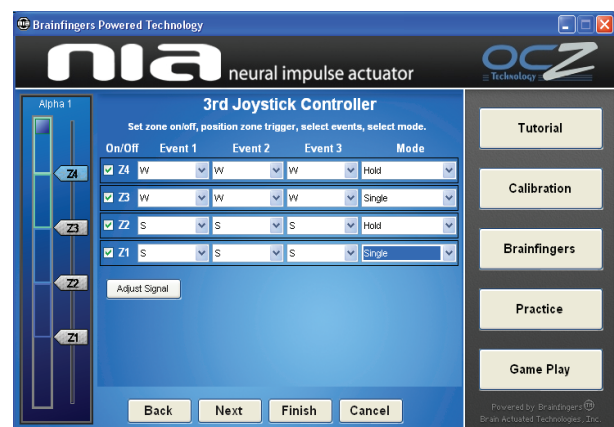 Brainfingers Powered Technology
nia neural impulse actuator
OCZ
Technology
Alpha 1
3rd Joystick Controller
Set zone on/off, position zone trigger, select events, select mode.
On/Off Event 1 Event 2 Event 3 Mode
Z4 W W W Hold
Z3 W W W Single
Z2 S S S Hold
Z1 S S S Single
Z4
Z3
Z2
Z1
Adjust Signal
Back Next Finish Cancel
Tutorial
Calibration
Brainfingers
Practice
Game Play
Powered by Brainfingers
Brain Actuated Technologies, Inc.